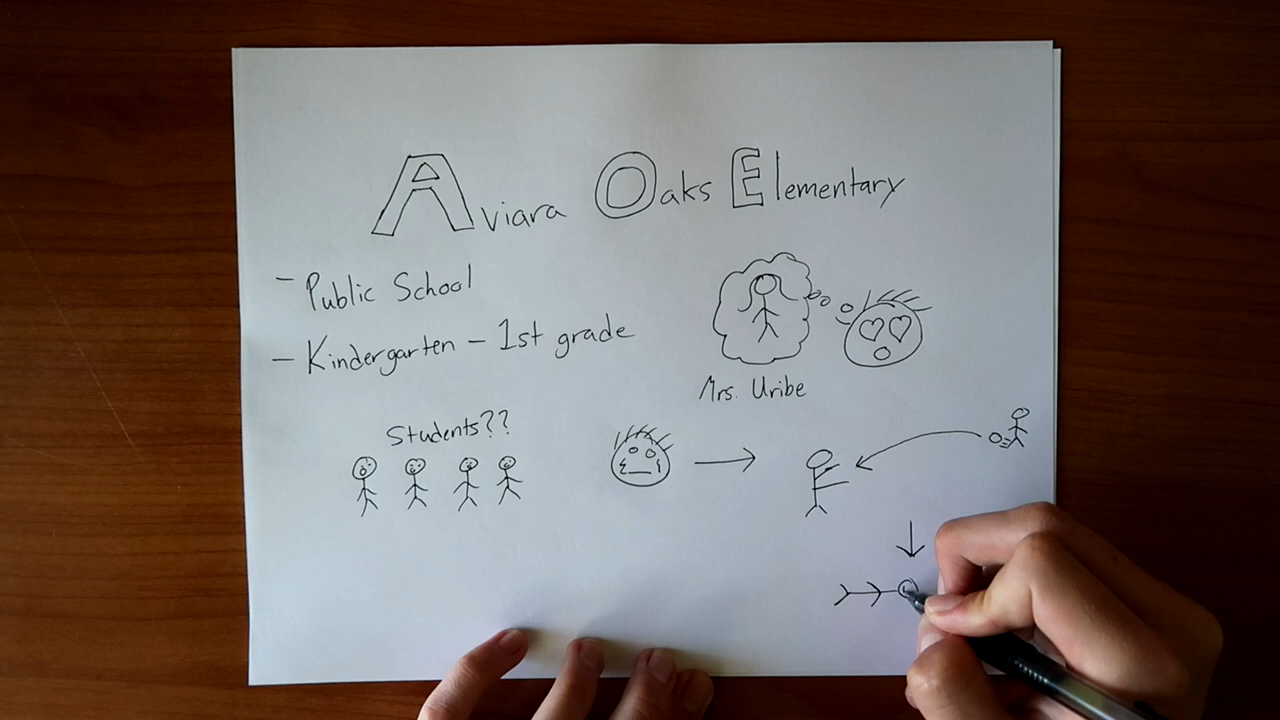 Aviara Oaks Elementary
- Public School
- Kindergarten - 1st grade
Mrs. Uribe
Students??